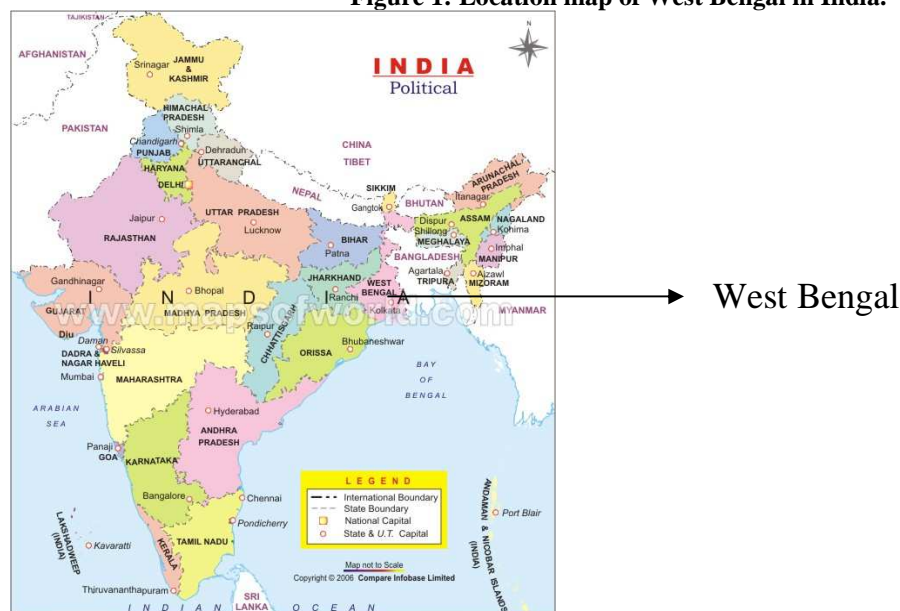 Figure 1: Location map of West Bengal in India.
TAJIKISTAN
AFGHANISTAN
INDIA
Political
N
JAMMU
&
KASHMIR
Srinagar
HIMACHAL
PRADESH
Shimla
PAKISTAN
Chandigarh
PUNJAB
Dehradun
UTTARANCHAL
HARYANA
DELHI
CHINA
TIBET
NEPAL
SIKKIM
Gangtok
BHUTAN
ARUNACHAL
PRADESH
Itanagar
Jaipur
RAJASTHAN
UTTAR PRADESH
Lucknow
BIHAR
Patna
Dispur
ASSAM
NAGALAND
Shillong
Kohima
MEGHALAYA
Imphal
MANIPUR
BANGLADESH
Agartala
TRIPURA
Aizawl
MIZORAM
Gandhinagar
GUJARAT
Bhopal
MADHYA PRADESH
JHARKHAND
Ranchi
WEST
BENGAL
Kolkata
I N D I A
West Bengal
www.mapsofworld.com
MYANMAR
Raipur
CHHATTISGARH
Diu
Daman
Silvassa
DADRA &
NAGAR HAVELI
Mumbai
MAHARASHTRA
ORISSA
Bhubaneshwar
BAY
OF
BENGAL
ARABIAN
SEA
Hyderabad
ANDHRA
PRADESH
Panaji
GOA
KARNATAKA
Bangalore
Chennai
Pondicherry
LEGEND
International Boundary
State Boundary
National Capital
State & U.T. Capital
Map not to Scale
Copyright © 2006 Compare Infobase Limited
LAKSHADWEEP
(INDIA)
Kavaratti
KERALA
TAMIL NADU
Thiruvananthapuram
SRI
LANKA
INDIAN OCEAN
ANDAMAN & NICOBAR ISLANDS
(INDIA)
Port Blair